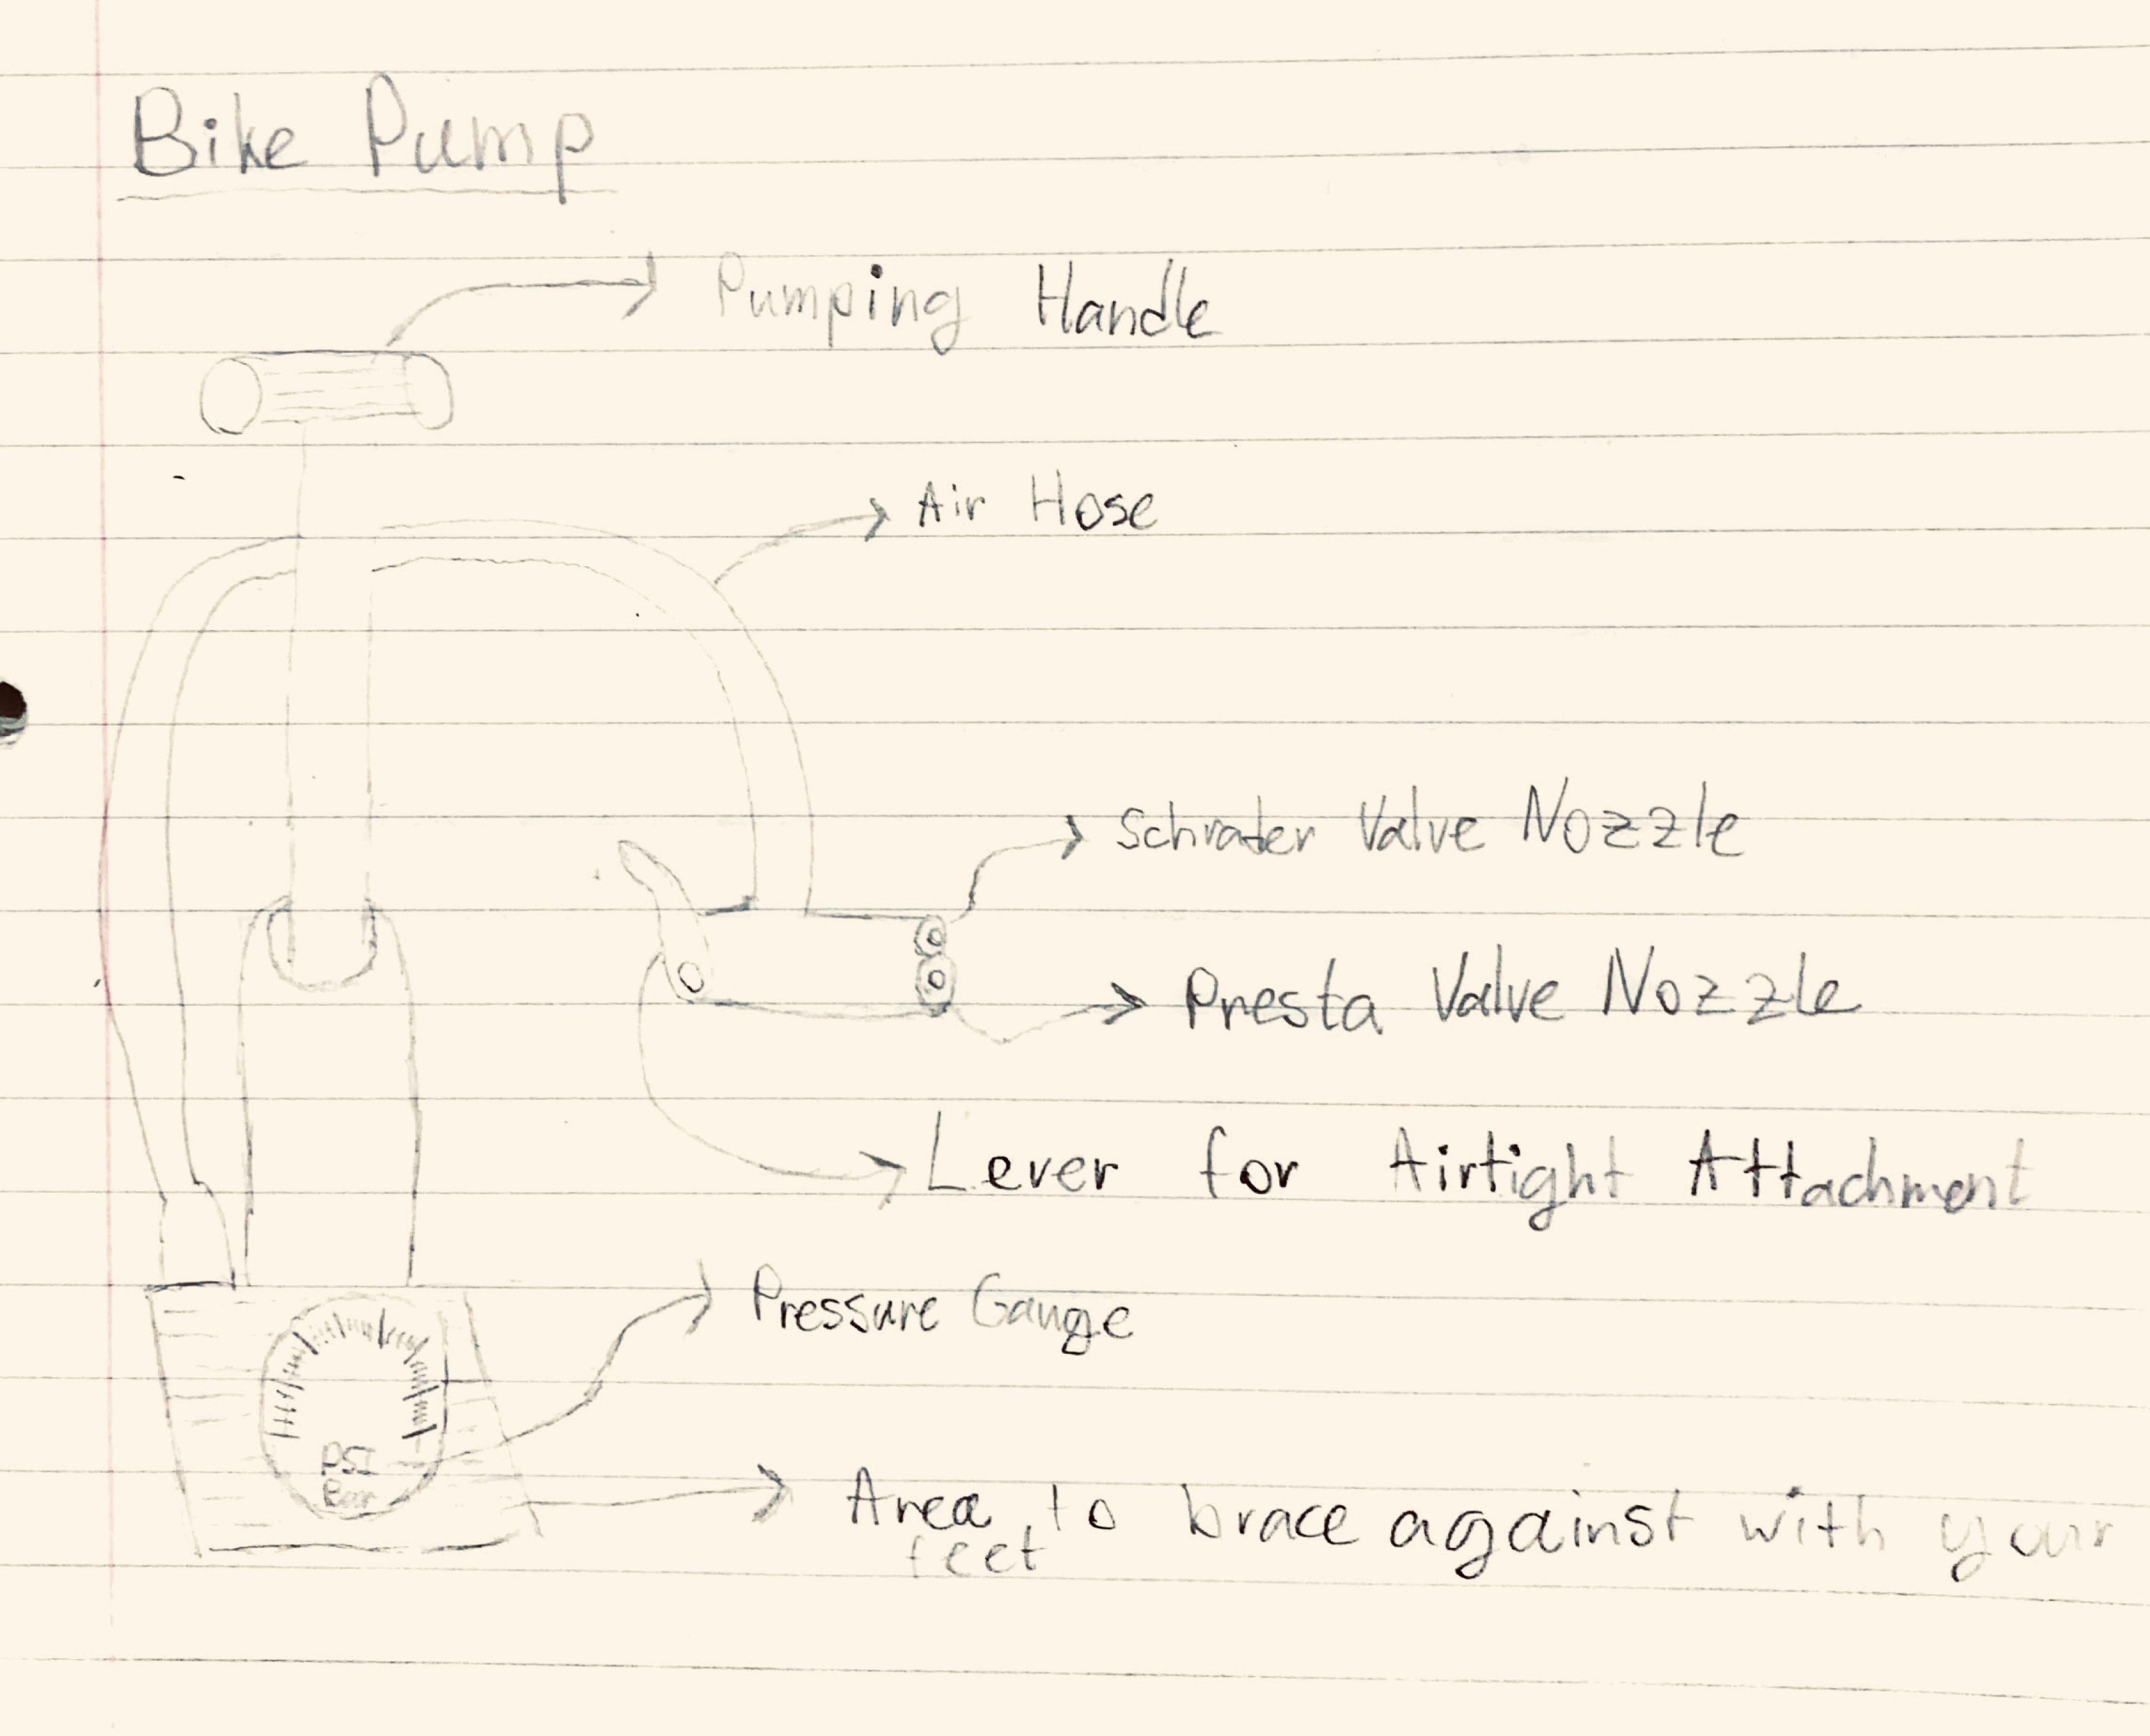 Bike Pump
Pumping Handle
Air Hose
Schrater Valve Nozzle
Presta Valve Nozzle
Lever for Airtight Attachment
Pressure Gauge
PSI
Bar
Area to brace against with your
feet